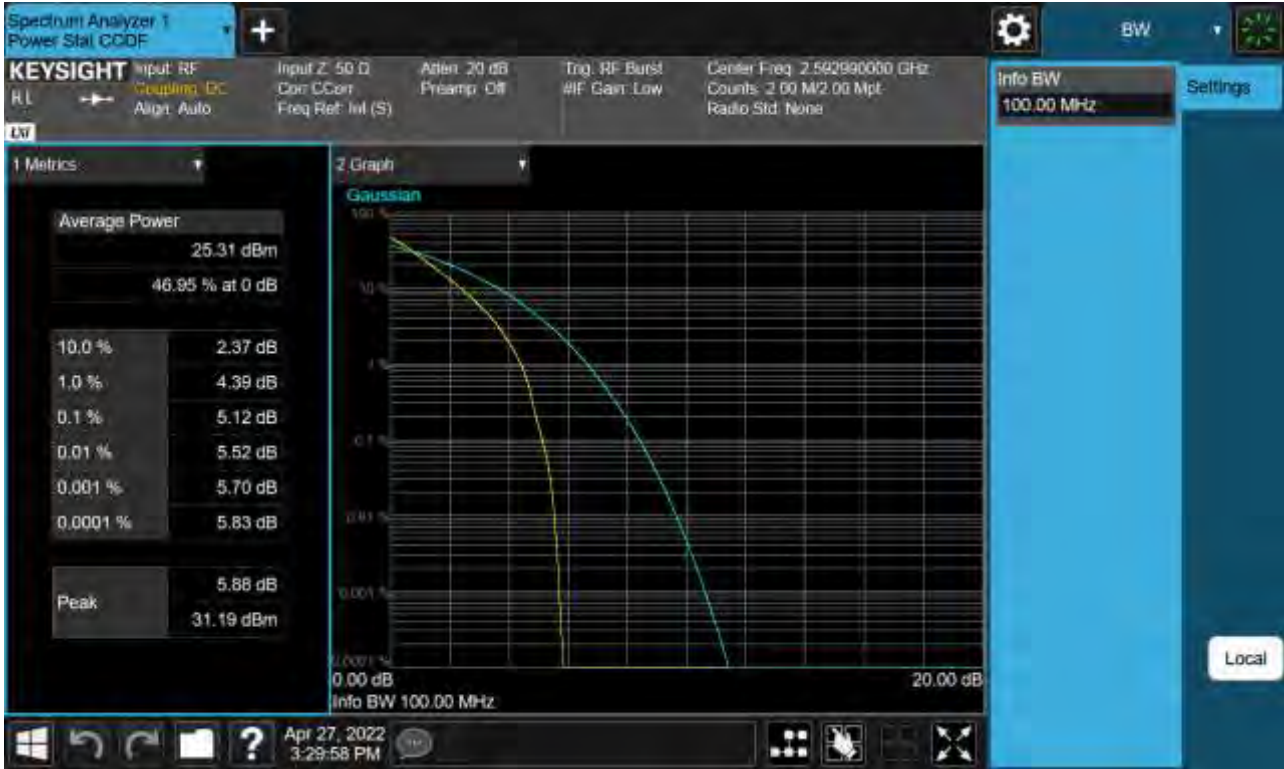 Spectrum Analyzer 1
Power Stat CCDF
BW
KEYSIGHT
Input: RF
Coupling: DC
Align: Auto
RL
LXI
Input Z: 50 Ω
Corr CCorr
Freq Ref: Int (S)
Atten: 20 dB
Preamp: Off
Trig: RF Burst
#IF Gain: Low
Center Freq: 2.592990000 GHz
Counts: 2.00 M/2.00 Mpt
Radio Std: None
Info BW
100.00 MHz
Settings
1 Metrics
Average Power
25.31 dBm
46.95 % at 0 dB
10.0 % 2.37 dB
1.0 % 4.39 dB
0.1 % 5.12 dB
0.01 % 5.52 dB
0.001 % 5.70 dB
0.0001 % 5.83 dB
Peak
5.88 dB
31.19 dBm
2 Graph
Gaussian
100 %
10 %
1 %
0.1 %
0.01 %
0.001 %
0.0001 %
0.00 dB 20.00 dB
Info BW 100.00 MHz
Local
Apr 27, 2022
3:29:58 PM